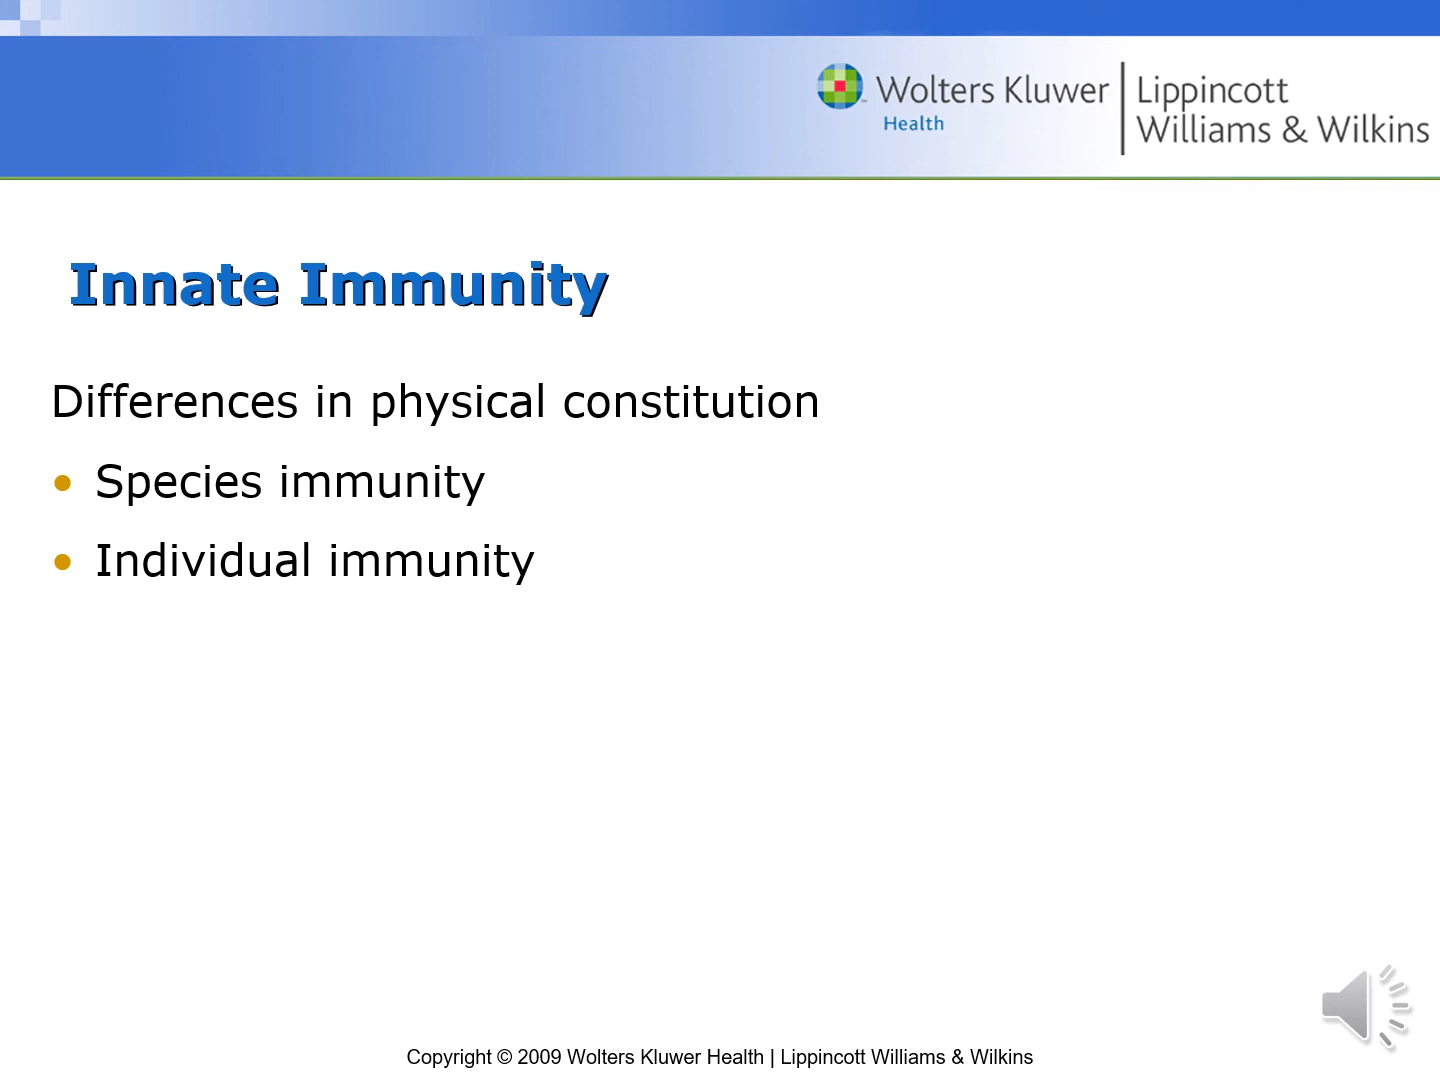 Wolters Kluwer
Health
Lippincott
Williams & Wilkins
Innate Immunity
Differences in physical constitution
• Species immunity
• Individual immunity
Copyright © 2009 Wolters Kluwer Health | Lippincott Williams & Wilkins